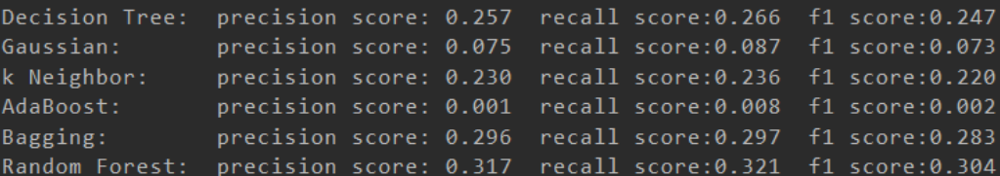 Decision Tree:  precision score: 0.257  recall score:0.266  f1 score:0.247
Gaussian:       precision score: 0.075  recall score:0.087  f1 score:0.073
k Neighbor:     precision score: 0.230  recall score:0.236  f1 score:0.220
AdaBoost:       precision score: 0.001  recall score:0.008  f1 score:0.002
Bagging:        precision score: 0.296  recall score:0.297  f1 score:0.283
Random Forest:  precision score: 0.317  recall score:0.321  f1 score:0.304